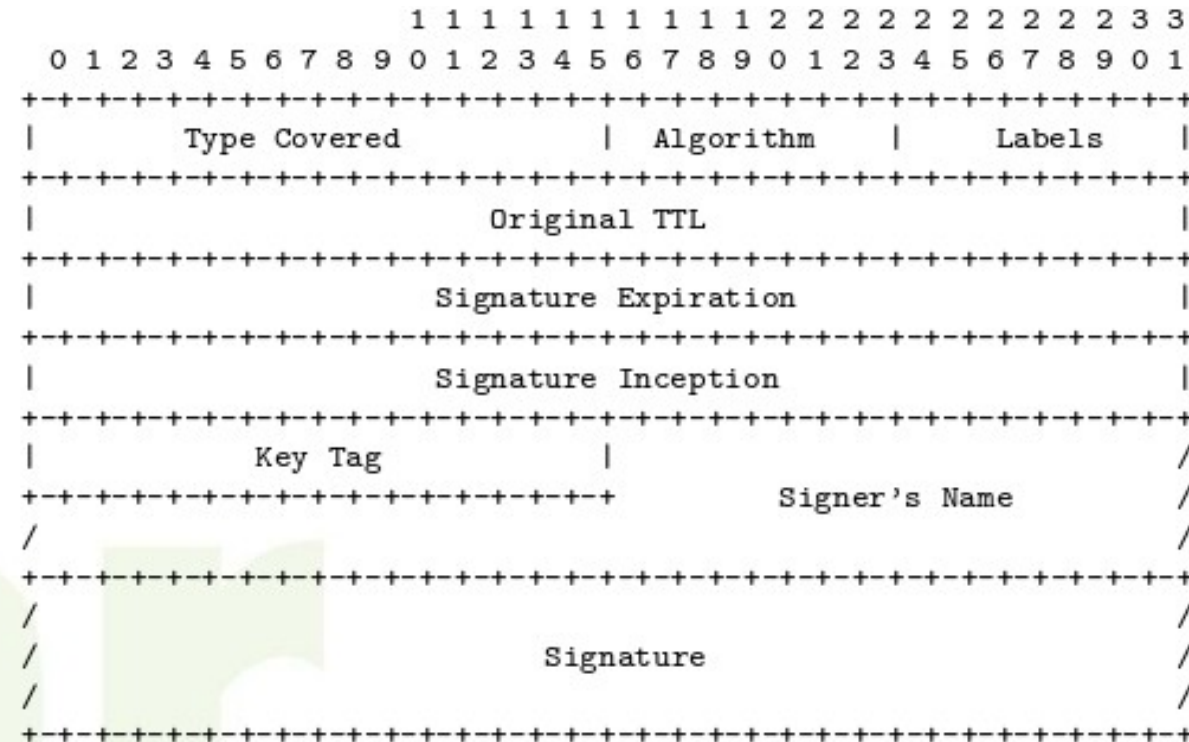 1 1 1 1 1 1 1 1 1 1 2 2 2 2 2 2 2 2 2 2 3 3
0 1 2 3 4 5 6 7 8 9 0 1 2 3 4 5 6 7 8 9 0 1 2 3 4 5 6 7 8 9 0 1
+-+-+-+-+-+-+-+-+-+-+-+-+-+-+-+-+-+-+-+-+-+-+-+-+-+-+-+-+-+-+-+-+
| Type Covered | Algorithm | Labels |
+-+-+-+-+-+-+-+-+-+-+-+-+-+-+-+-+-+-+-+-+-+-+-+-+-+-+-+-+-+-+-+-+
| Original TTL |
+-+-+-+-+-+-+-+-+-+-+-+-+-+-+-+-+-+-+-+-+-+-+-+-+-+-+-+-+-+-+-+-+
| Signature Expiration |
+-+-+-+-+-+-+-+-+-+-+-+-+-+-+-+-+-+-+-+-+-+-+-+-+-+-+-+-+-+-+-+-+
| Signature Inception |
+-+-+-+-+-+-+-+-+-+-+-+-+-+-+-+-+-+-+-+-+-+-+-+-+-+-+-+-+-+-+-+-+
| Key Tag | /
+-+-+-+-+-+-+-+-+-+-+-+-+-+-+-+-+ Signer’s Name /
/ /
+-+-+-+-+-+-+-+-+-+-+-+-+-+-+-+-+-+-+-+-+-+-+-+-+-+-+-+-+-+-+-+-+
/ /
/ Signature /
/ /
+-+-+-+-+-+-+-+-+-+-+-+-+-+-+-+-+-+-+-+-+-+-+-+-+-+-+-+-+-+-+-+-+